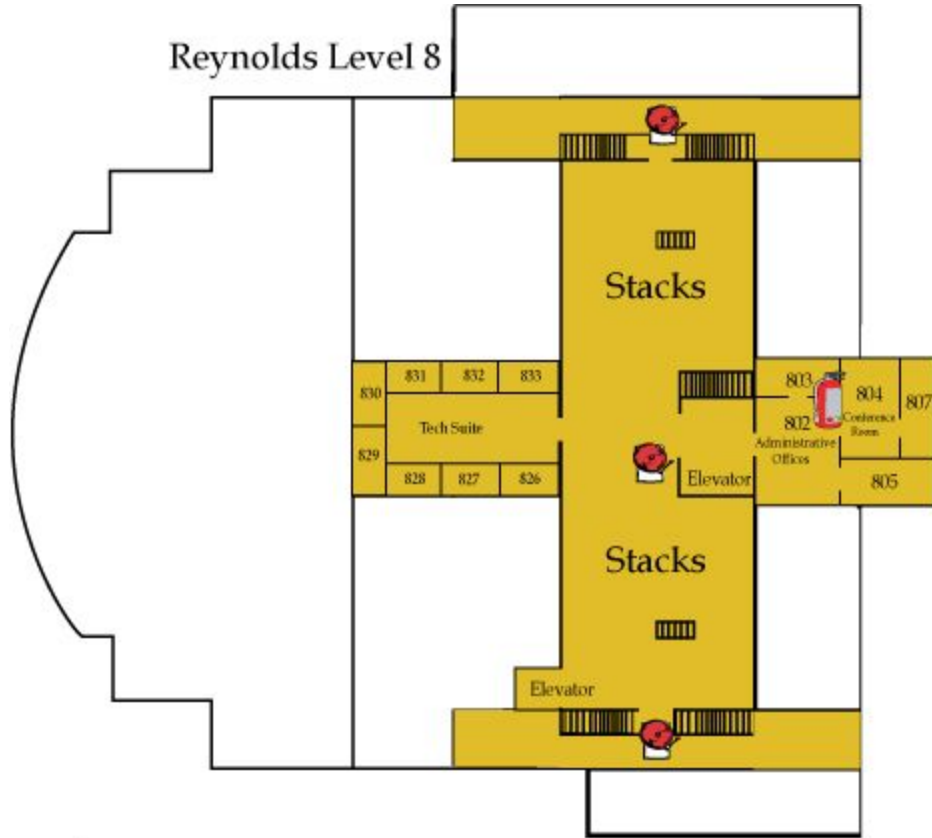 Reynolds Level 8
Stacks
830
831
832
833
Tech Suite
829
828
827
826
803
804
807
802
Conference
Room
Administrative
Offices
805
Elevator
Stacks
Elevator